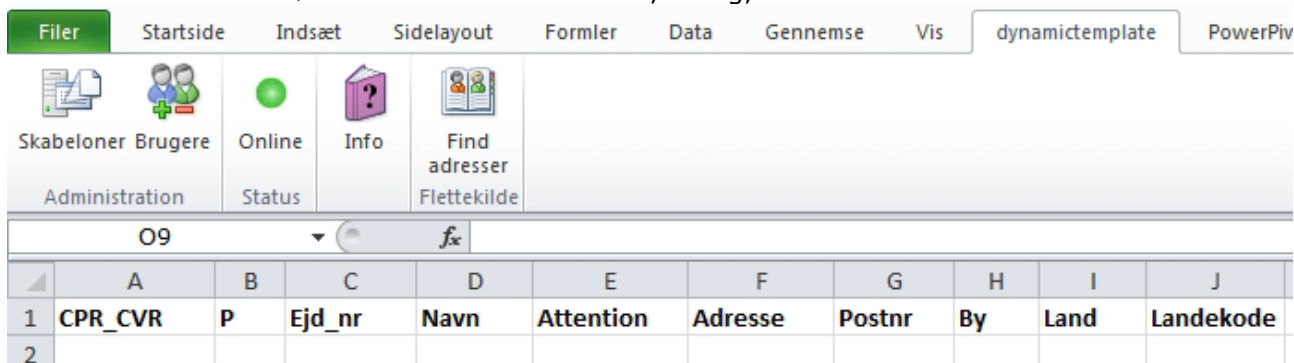 Filer Startside Indsæt Sidelayout Formler Data Gennemse Vis dynamictemplate
Skabeloner Brugere Online Info Find
adresser
Administration Status Flettekilde
O9 fx
A B C D E F G H I J
1 CPR_CVR P Ejd_nr Navn Attention Adresse Postnr By Land Landekode
2